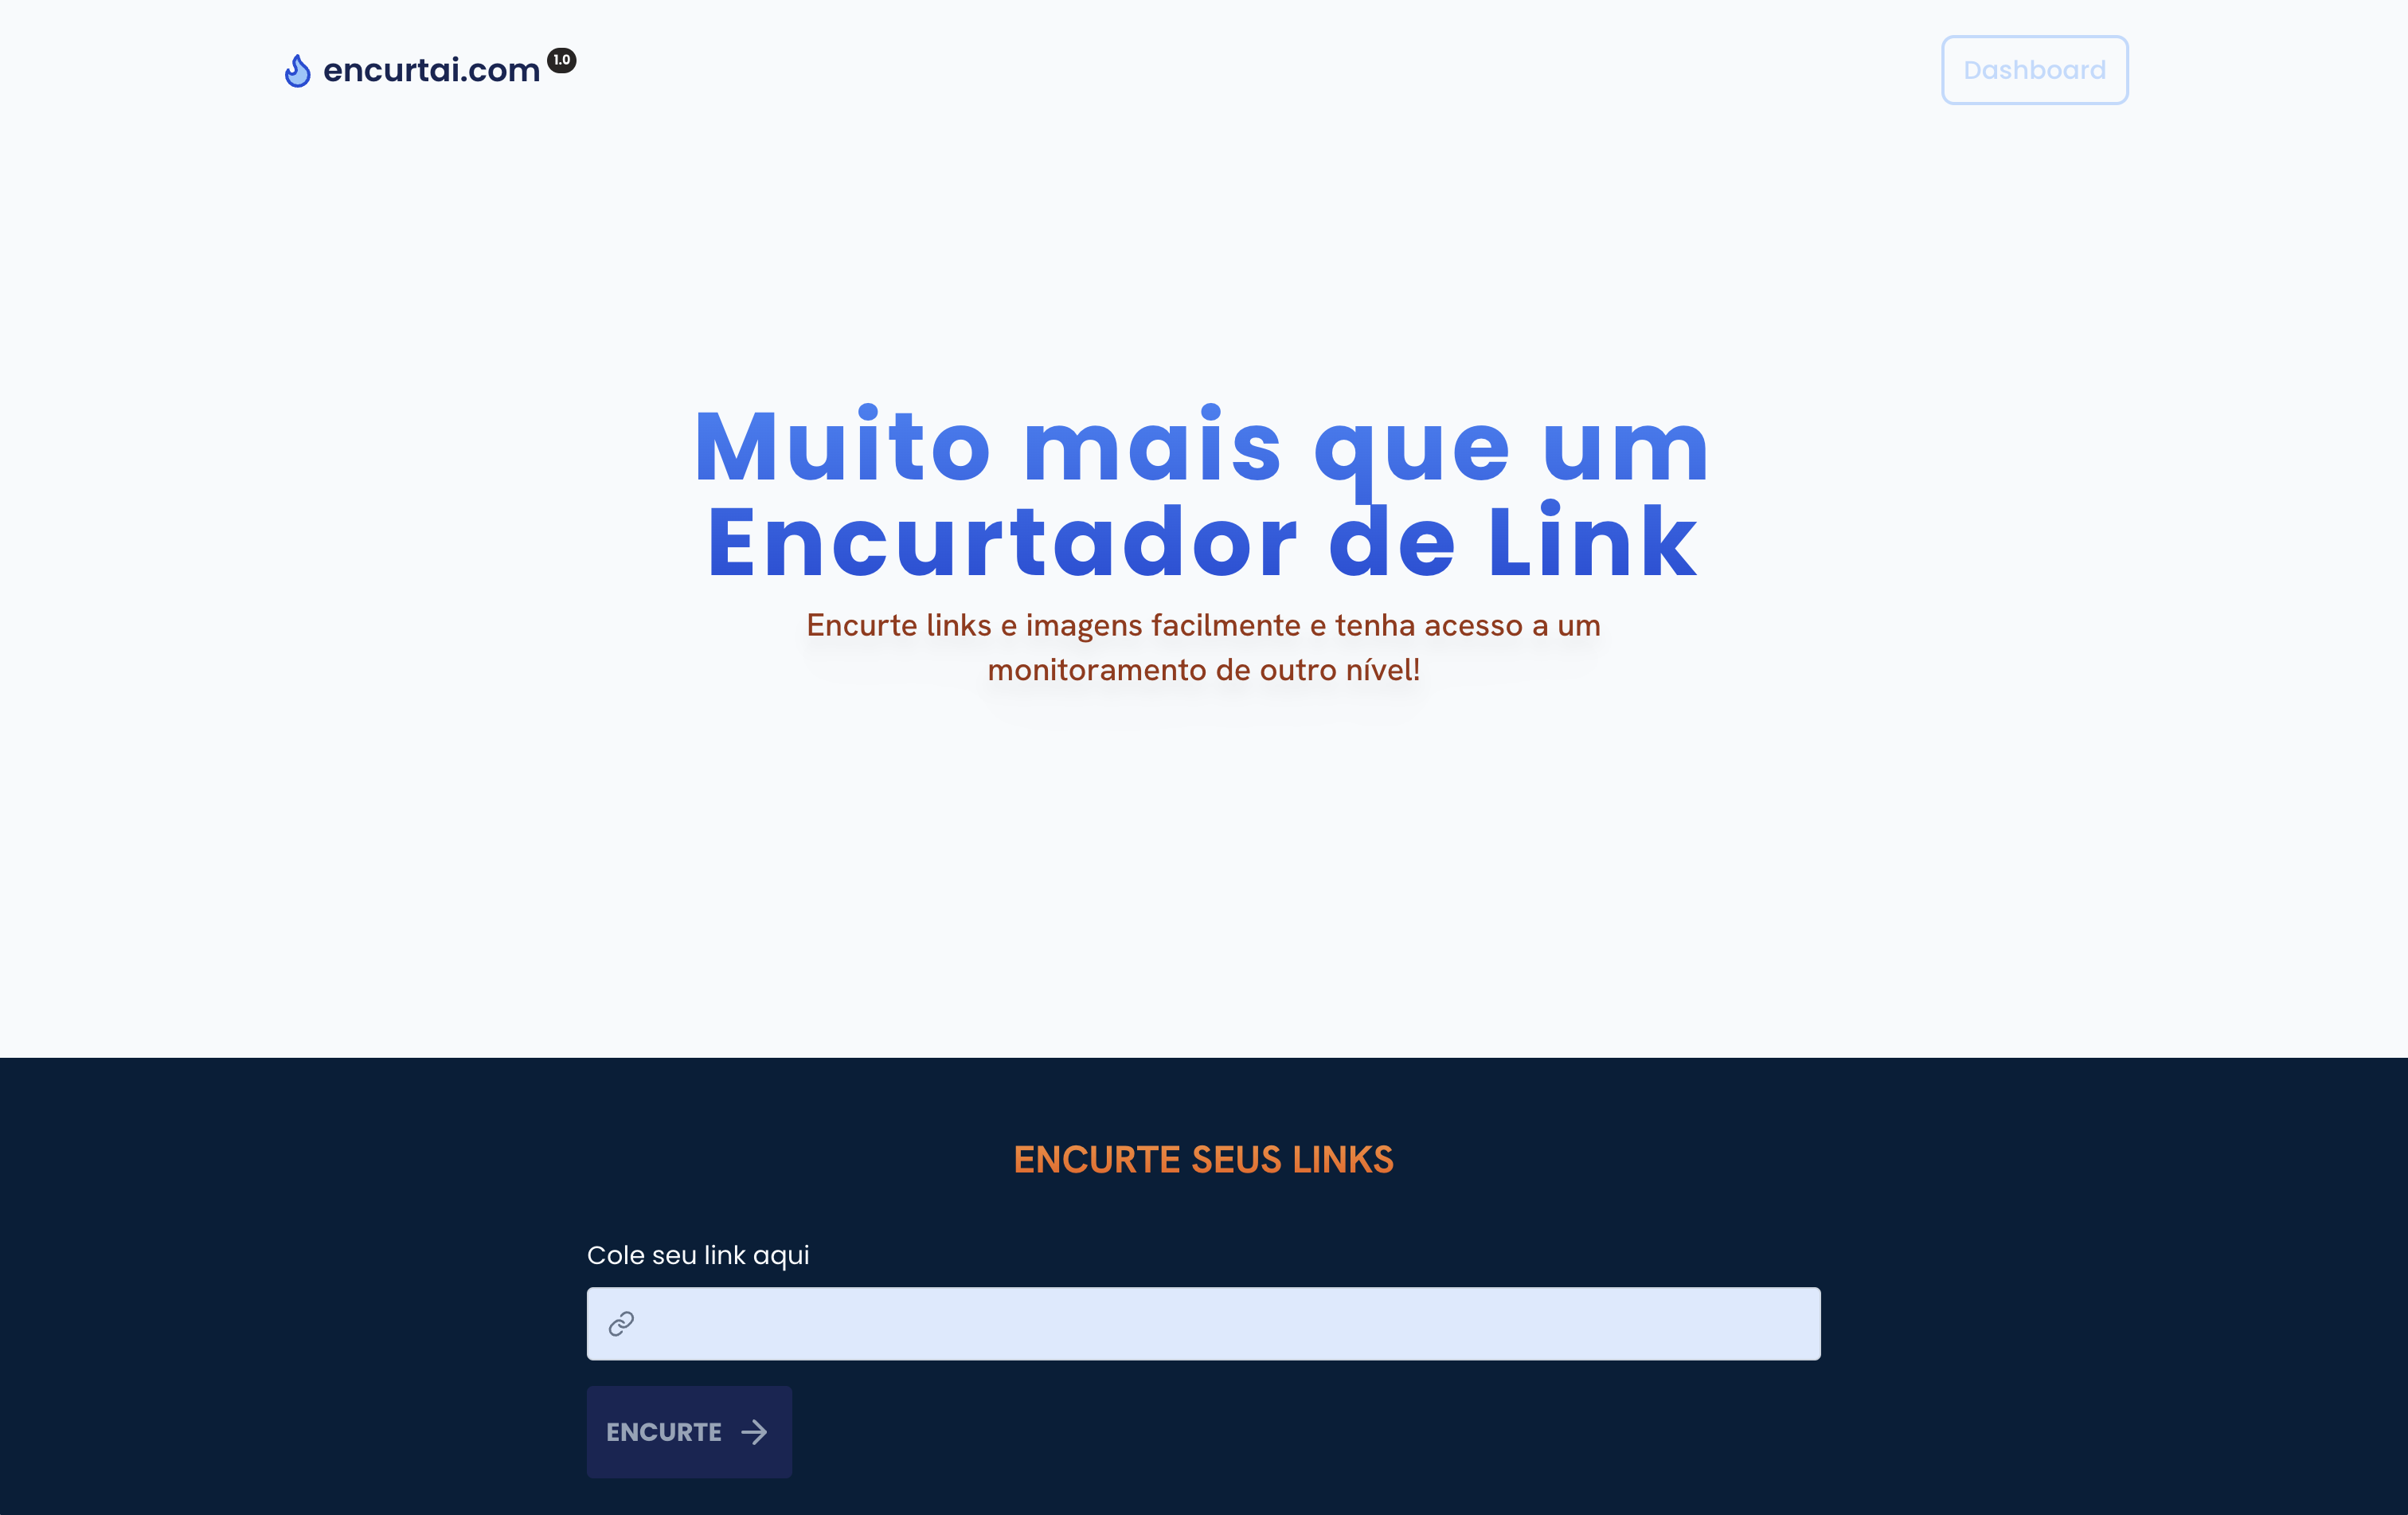 encurtai.com 1.0
Dashboard
Muito mais que um
Encurtador de Link
Encurte links e imagens facilmente e tenha acesso a um
monitoramento de outro nível!
ENCURTE SEUS LINKS
Cole seu link aqui
ENCURTE